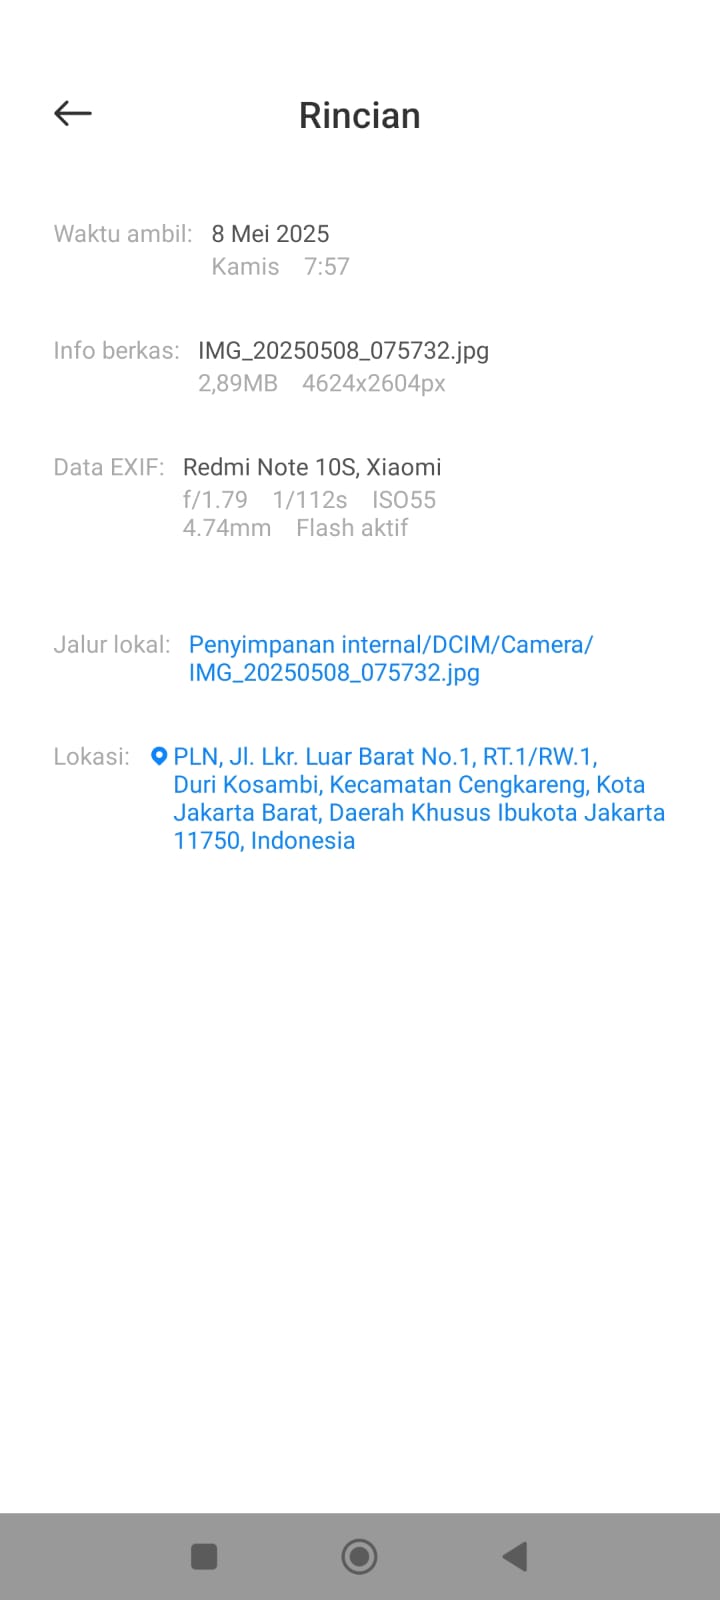 Rincian
Waktu ambil: 8 Mei 2025
Kamis 7:57
Info berkas: IMG_20250508_075732.jpg
2,89MB 4624x2604px
Data EXIF: Redmi Note 10S, Xiaomi
f/1.79 1/112s ISO55
4.74mm Flash aktif
Jalur lokal: Penyimpanan internal/DCIM/Camera/
IMG_20250508_075732.jpg
Lokasi: PLN, Jl. Lkr. Luar Barat No.1, RT.1/RW.1,
Duri Kosambi, Kecamatan Cengkareng, Kota
Jakarta Barat, Daerah Khusus Ibukota Jakarta
11750, Indonesia